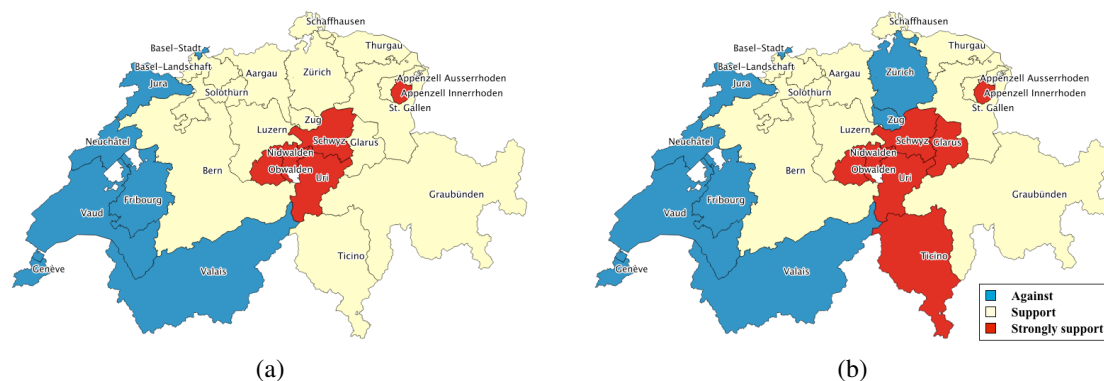 Schaffhausen
Basel-Stadt
Thurgau
Basel-Landschaft
Aargau
Zürich
Appenzell Ausserrhoden
Jura
Solothurn
Appenzell Innerrhoden
St. Gallen
Zug
Luzern
Neuchâtel
Schwyz
Glarus
Nidwalden
Bern
Obwalden
Uri
Graubünden
Fribourg
Vaud
Ticino
Genève
Valais
(a)
Schaffhausen
Basel-Stadt
Thurgau
Basel-Landschaft
Aargau
Zürich
Appenzell Ausserrhoden
Jura
Solothurn
Appenzell Innerrhoden
St. Gallen
Zug
Luzern
Neuchâtel
Schwyz
Glarus
Nidwalden
Bern
Obwalden
Uri
Graubünden
Fribourg
Vaud
Ticino
Genève
Valais
Against
Support
Strongly support
(b)